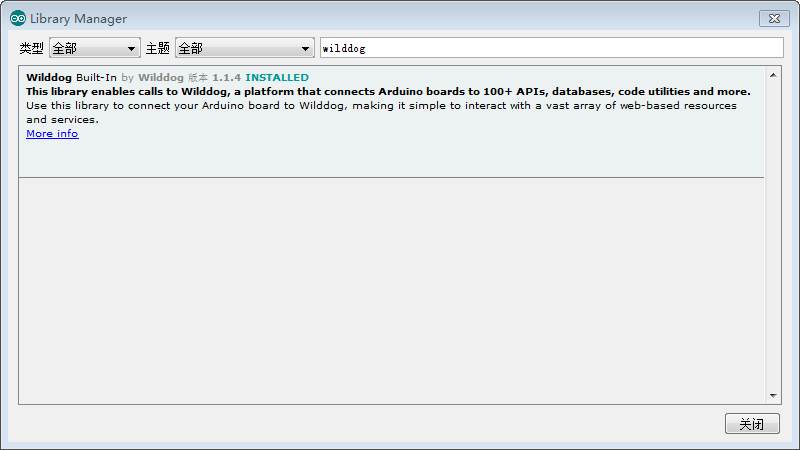 Library Manager
类型 全部 主题 全部 wilddog
Wilddog Built-In by Wilddog 版本 1.1.4 INSTALLED
This library enables calls to Wilddog, a platform that connects Arduino boards to 100+ APIs, databases, code utilities and more.
Use this library to connect your Arduino board to Wilddog, making it simple to interact with a vast array of web-based resources
and services.
More info
关闭